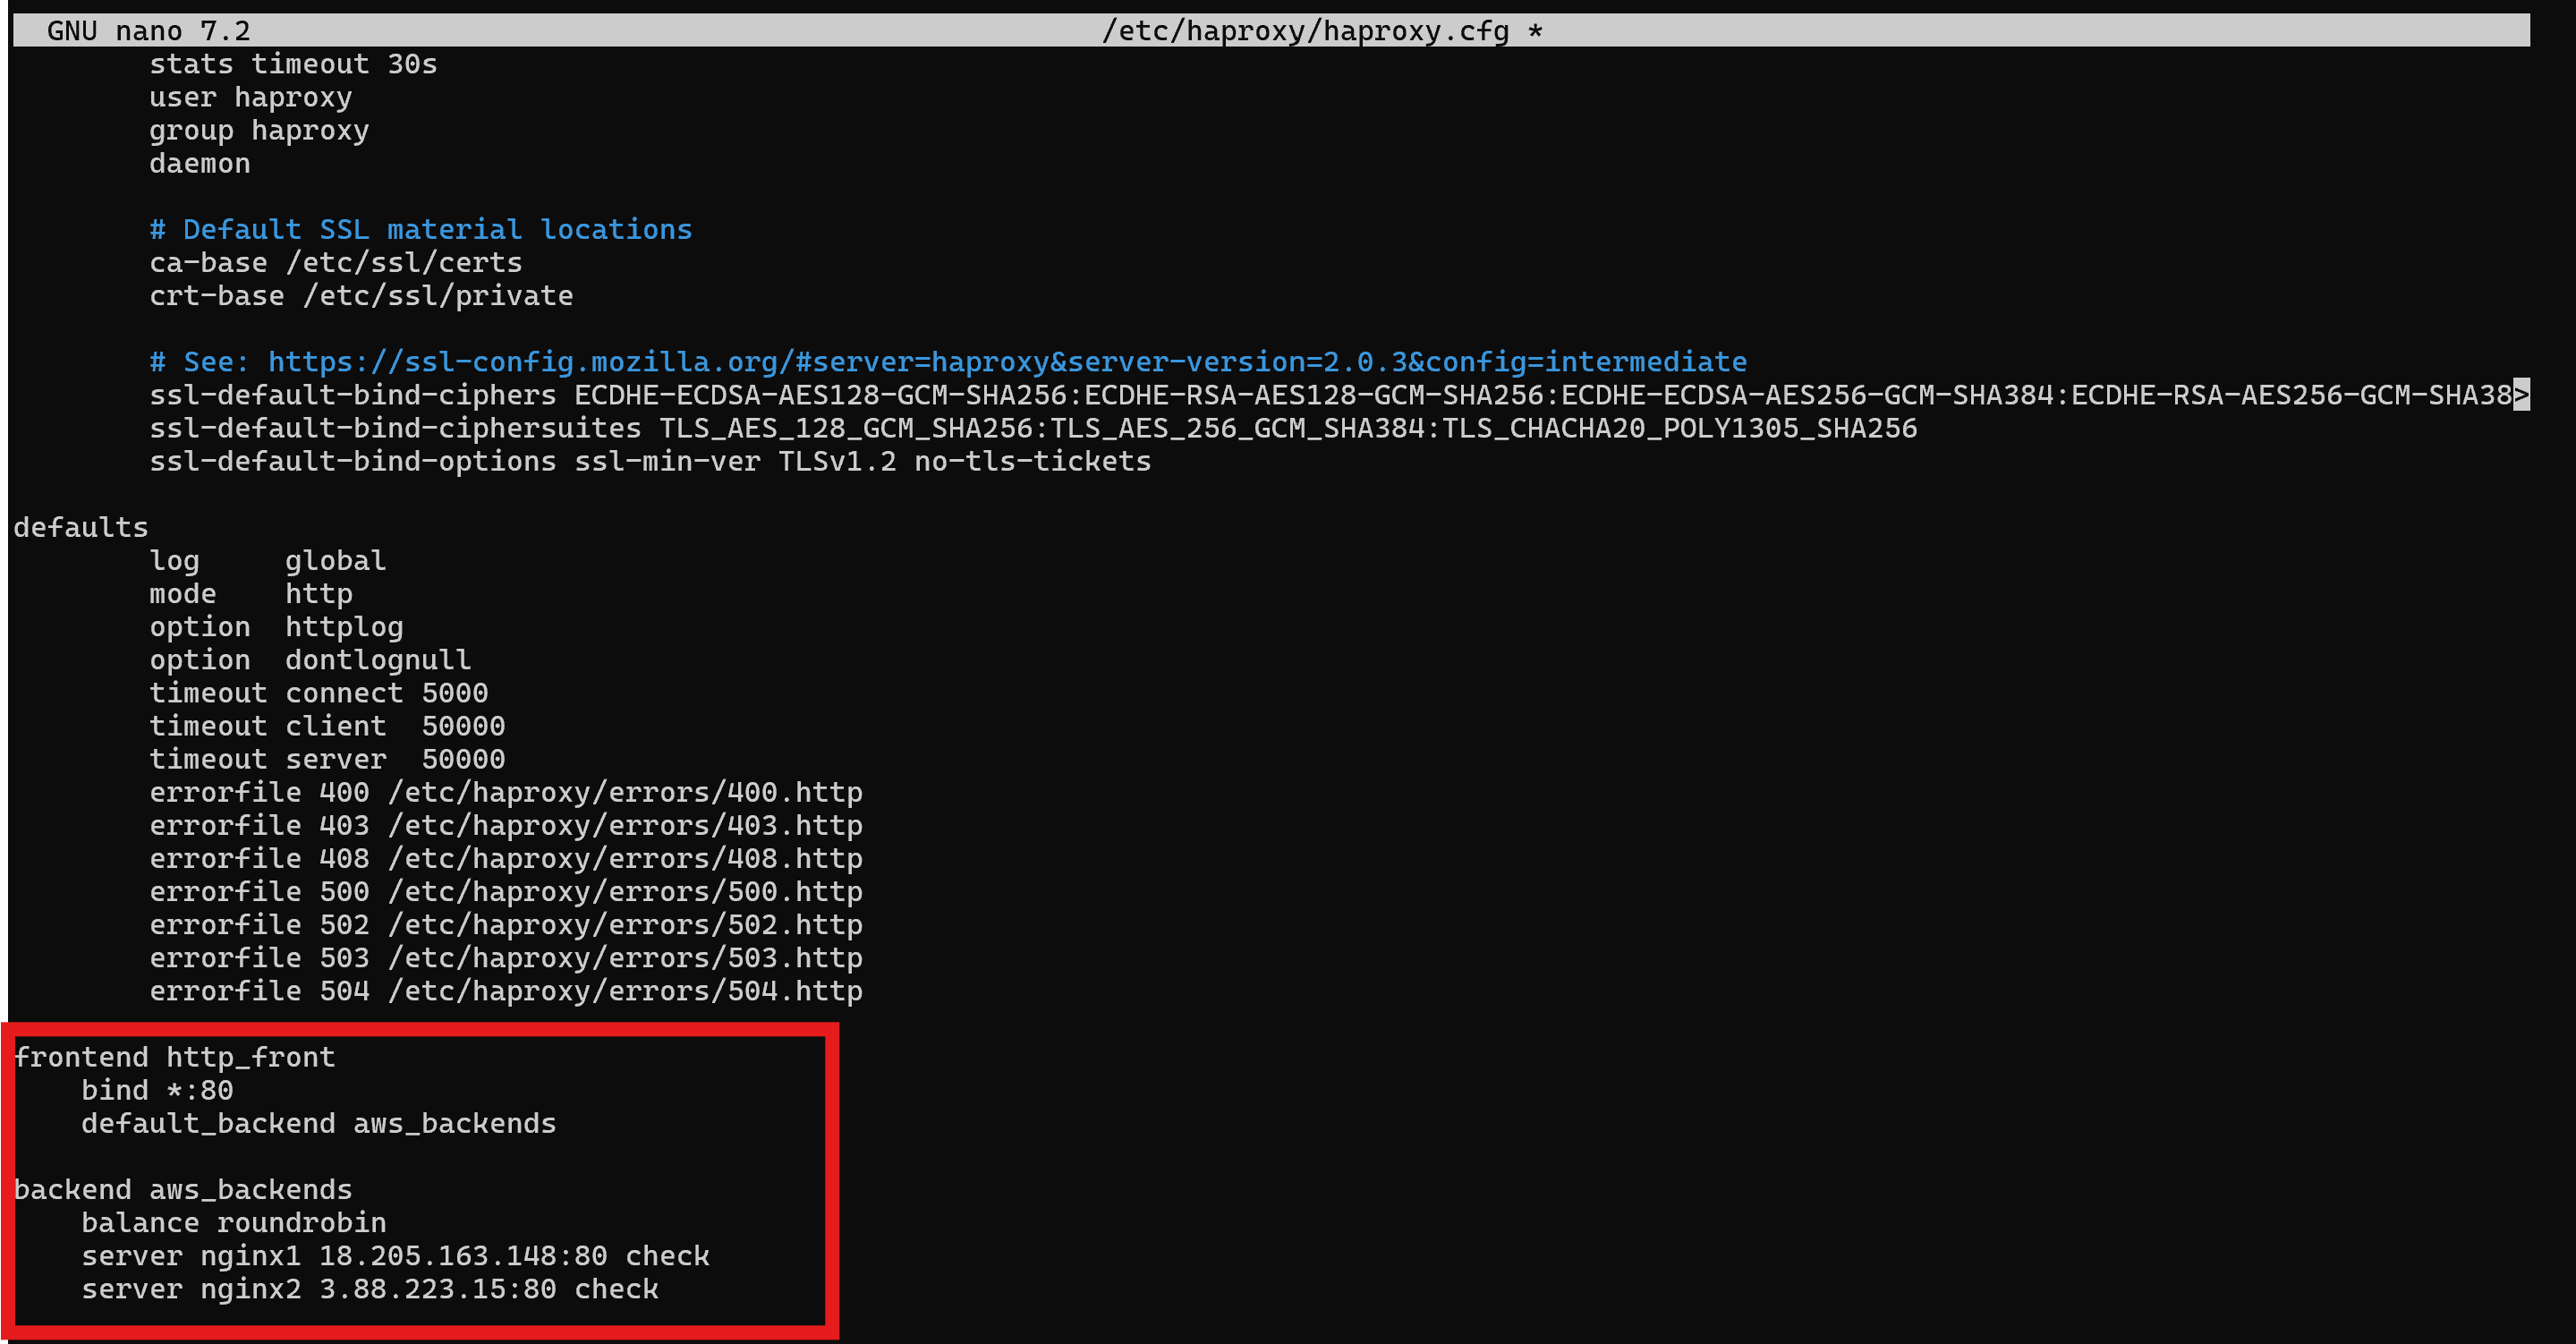 GNU nano 7.2 /etc/haproxy/haproxy.cfg *
stats timeout 30s
user haproxy
group haproxy
daemon
# Default SSL material locations
ca-base /etc/ssl/certs
crt-base /etc/ssl/private
# See: https://ssl-config.mozilla.org/#server=haproxy&server-version=2.0.3&config=intermediate
ssl-default-bind-ciphers ECDHE-ECDSA-AES128-GCM-SHA256:ECDHE-RSA-AES128-GCM-SHA256:ECDHE-ECDSA-AES256-GCM-SHA384:ECDHE-RSA-AES256-GCM-SHA38>
ssl-default-bind-ciphersuites TLS_AES_128_GCM_SHA256:TLS_AES_256_GCM_SHA384:TLS_CHACHA20_POLY1305_SHA256
ssl-default-bind-options ssl-min-ver TLSv1.2 no-tls-tickets
defaults
log global
mode http
option httplog
option dontlognull
timeout connect 5000
timeout client 50000
timeout server 50000
errorfile 400 /etc/haproxy/errors/400.http
errorfile 403 /etc/haproxy/errors/403.http
errorfile 408 /etc/haproxy/errors/408.http
errorfile 500 /etc/haproxy/errors/500.http
errorfile 502 /etc/haproxy/errors/502.http
errorfile 503 /etc/haproxy/errors/503.http
errorfile 504 /etc/haproxy/errors/504.http
frontend http_front
bind *:80
default_backend aws_backends
backend aws_backends
balance roundrobin
server nginx1 18.205.163.148:80 check
server nginx2 3.88.223.15:80 check